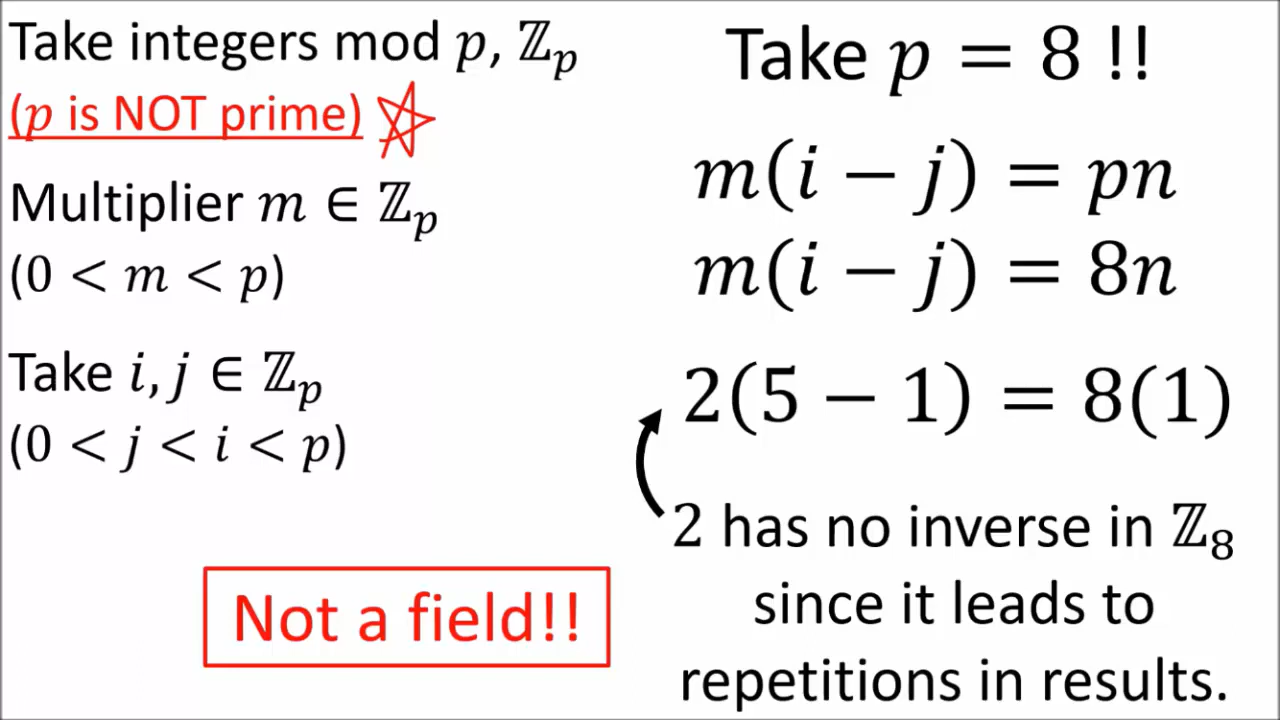 Take integers mod 𝑝, ℤ𝑝
(𝑝 is NOT prime)
Multiplier 𝑚 ∈ ℤ𝑝
(0 < 𝑚 < 𝑝)
Take 𝑖, 𝑗 ∈ ℤ𝑝
(0 < 𝑗 < 𝑖 < 𝑝)
Not a field!!
Take 𝑝 = 8 !!
𝑚(𝑖 − 𝑗) = 𝑝𝑛
𝑚(𝑖 − 𝑗) = 8𝑛
2(5 − 1) = 8(1)
2 has no inverse in ℤ₈
since it leads to
repetitions in results.